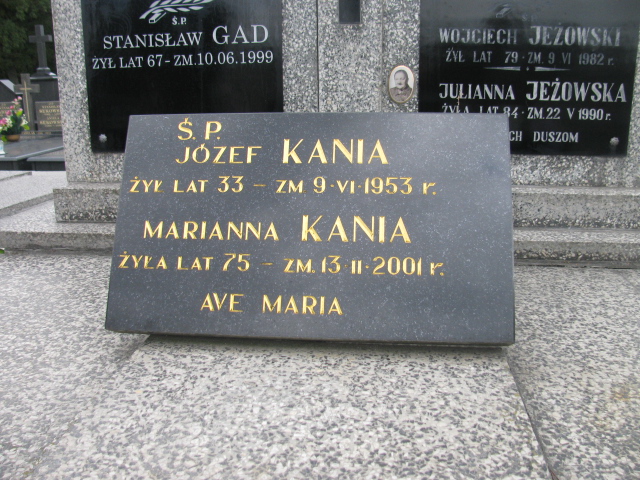 Ś.P.
STANISŁAW GAD
ŻYŁ LAT 67 - ZM. 10.06.1999
WOJCIECH JEŻOWSKI
ŻYŁ LAT 79 - ZM. 9 VI 1982 r.
JULIANNA JEŻOWSKA
ŻYŁA LAT 84 - ZM. 22 V 1990 r.
DUSZOM
Ś. P.
JÓZEF KANIA
ŻYŁ LAT 33 - ZM 9·VI·1953 r.
MARIANNA KANIA
ŻYŁA LAT 75 - ZM. 13·II·2001 r.
AVE MARIA